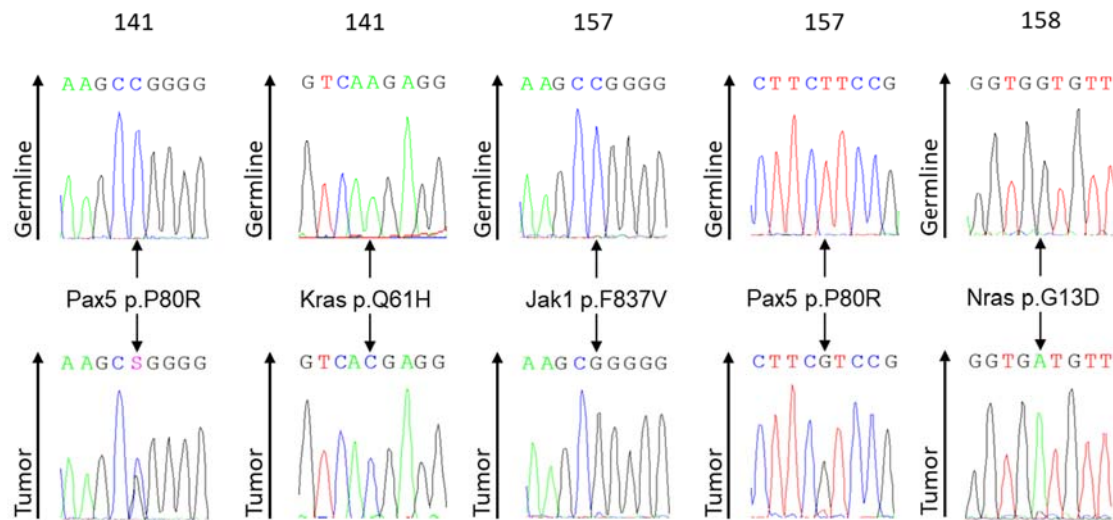 141 141 157 157 158
AAGCCGGGG GTCAAGAGG AAGCCGGGG CTTCTTCCG GGTGGTGTT
Germline Germline Germline Germline Germline
Pax5 p.P80R Kras p.Q61H Jak1 p.F837V Pax5 p.P80R Nras p.G13D
AAGCSGGGG GTCACGAGG AAGCGGGGG CTTCGTCCG GGTGATGTT
Tumor Tumor Tumor Tumor Tumor